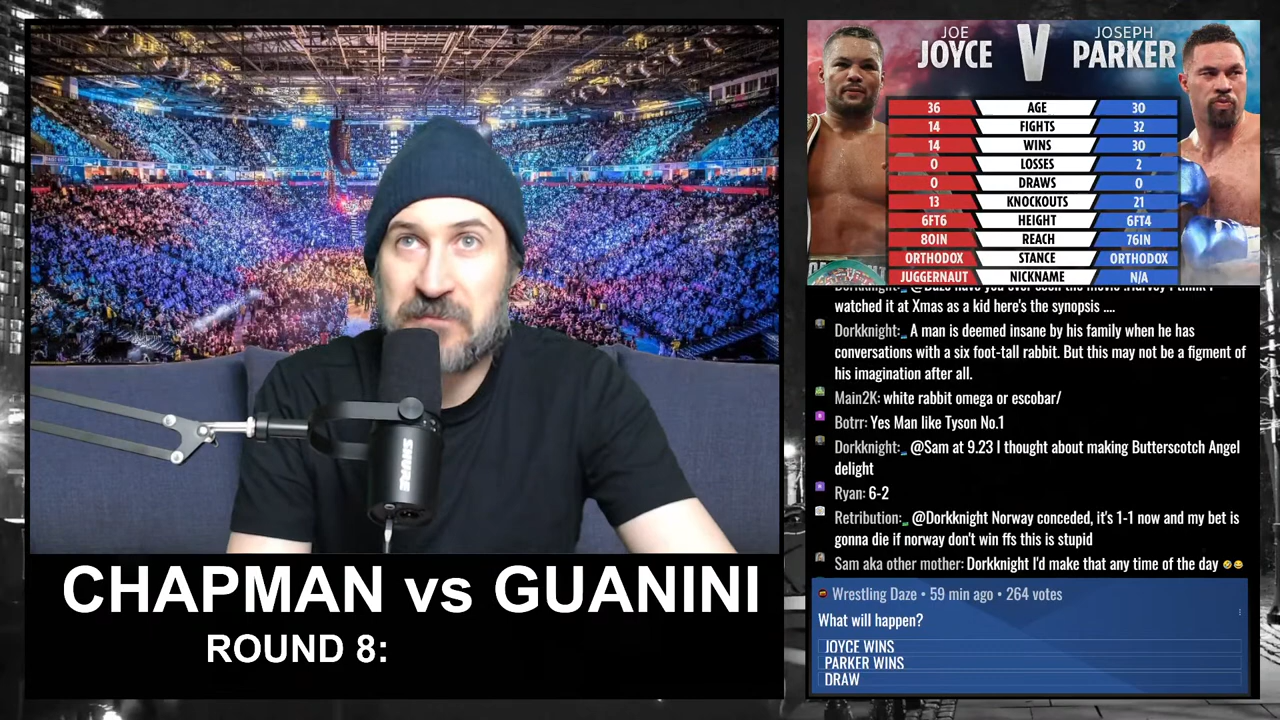 CHAPMAN vs GUANINI
ROUND 8:
SHURE
JOE JOYCE V JOSEPH PARKER
36 AGE 30
14 FIGHTS 32
14 WINS 30
0 LOSSES 2
0 DRAWS 0
13 KNOCKOUTS 21
6FT6 HEIGHT 6FT4
80IN REACH 76IN
ORTHODOX STANCE ORTHODOX
JUGGERNAUT NICKNAME N/A
watched it at Xmas as a kid here's the synopsis ....
Dorkknight: A man is deemed insane by his family when he has
conversations with a six foot-tall rabbit. But this may not be a figment of
his imagination after all.
Main2K: white rabbit omega or escobar/
Botrr: Yes Man like Tyson No.1
Dorkknight: @Sam at 9.23 I thought about making Butterscotch Angel
delight
Ryan: 6-2
Retribution: @Dorkknight Norway conceded, it's 1-1 now and my bet is
gonna die if norway don't win ffs this is stupid
Sam aka other mother: Dorkknight I'd make that any time of the day 🤣😂
Wrestling Daze • 59 min ago • 264 votes
What will happen?
JOYCE WINS
PARKER WINS
DRAW